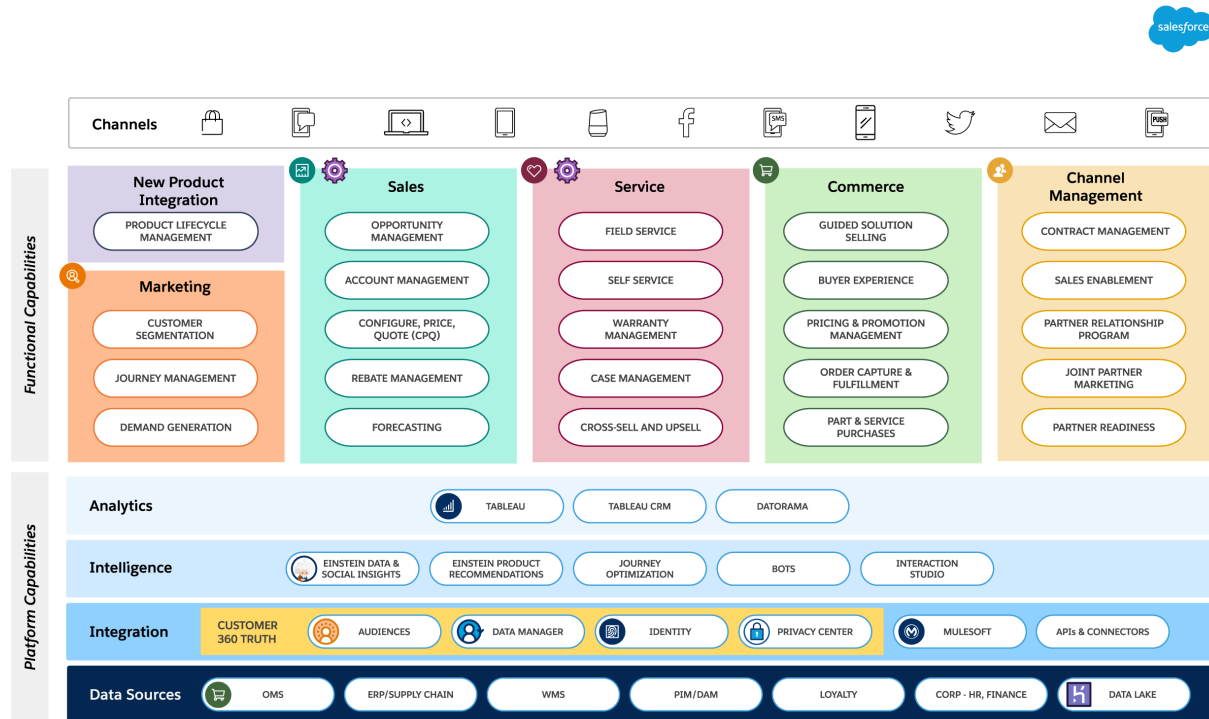 salesforce
Channels
SMS
PUSH
Functional Capabilities
New Product
Integration
PRODUCT LIFECYCLE
MANAGEMENT
Marketing
CUSTOMER
SEGMENTATION
JOURNEY MANAGEMENT
DEMAND GENERATION
Sales
OPPORTUNITY
MANAGEMENT
ACCOUNT MANAGEMENT
CONFIGURE, PRICE,
QUOTE (CPQ)
REBATE MANAGEMENT
FORECASTING
Service
FIELD SERVICE
SELF SERVICE
WARRANTY
MANAGEMENT
CASE MANAGEMENT
CROSS-SELL AND UPSELL
Commerce
GUIDED SOLUTION
SELLING
BUYER EXPERIENCE
PRICING & PROMOTION
MANAGEMENT
ORDER CAPTURE &
FULFILLMENT
PART & SERVICE
PURCHASES
Channel
Management
CONTRACT MANAGEMENT
SALES ENABLEMENT
PARTNER RELATIONSHIP
PROGRAM
JOINT PARTNER
MARKETING
PARTNER READINESS
Platform Capabilities
Analytics
TABLEAU
TABLEAU CRM
DATORAMA
Intelligence
EINSTEIN DATA &
SOCIAL INSIGHTS
EINSTEIN PRODUCT
RECOMMENDATIONS
JOURNEY
OPTIMIZATION
BOTS
INTERACTION
STUDIO
Integration
CUSTOMER
360 TRUTH
AUDIENCES
DATA MANAGER
IDENTITY
PRIVACY CENTER
MULESOFT
APIs & CONNECTORS
Data Sources
OMS
ERP/SUPPLY CHAIN
WMS
PIM/DAM
LOYALTY
CORP - HR, FINANCE
DATA LAKE